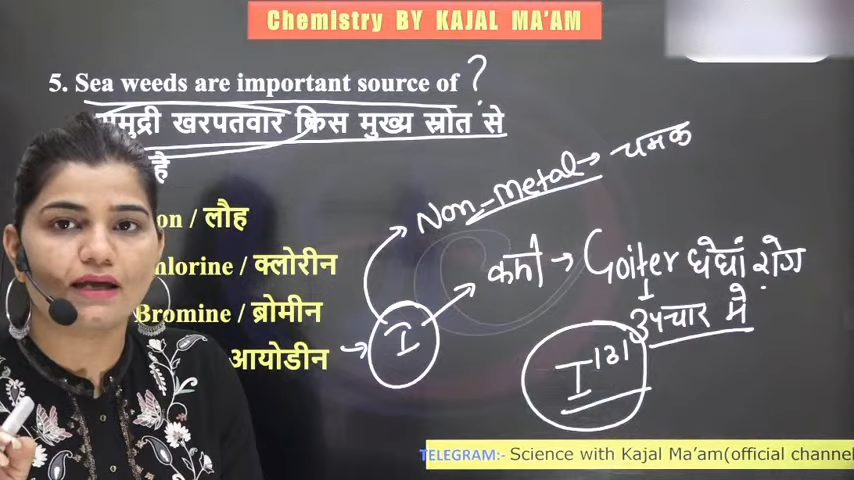 Chemistry BY KAJAL MA'AM
5. Sea weeds are important source of ?
समुद्री खरपतवार किस मुख्य स्रोत से
है
on / लौह
hlorine / क्लोरीन
Bromine / ब्रोमीन
आयोडीन
I
Non-Metal → चमक
कमी → Goiter घेघां रोग
उपचार में
I¹³¹
TELEGRAM:- Science with Kajal Ma'am(official channel